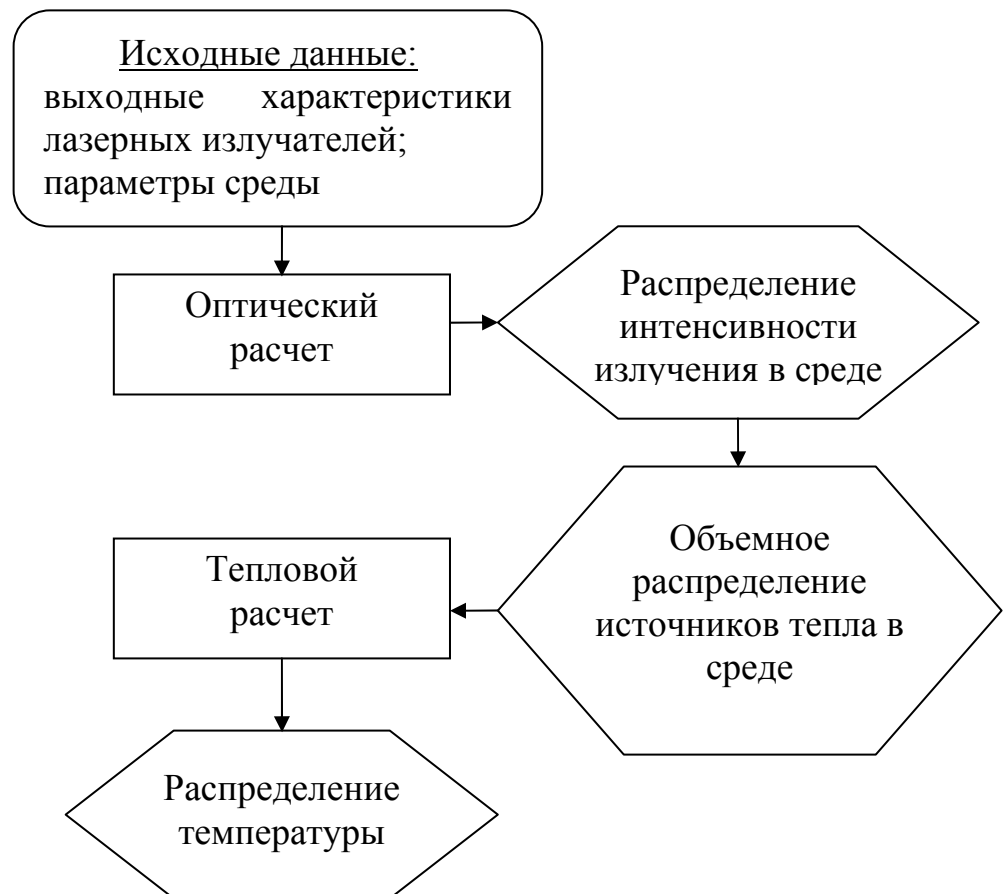 Исходные данные:
выходные характеристики
лазерных излучателей;
параметры среды
Оптический
расчет
Распределение
интенсивности
излучения в среде
Объемное
распределение
источников тепла в
среде
Тепловой
расчет
Распределение
температуры